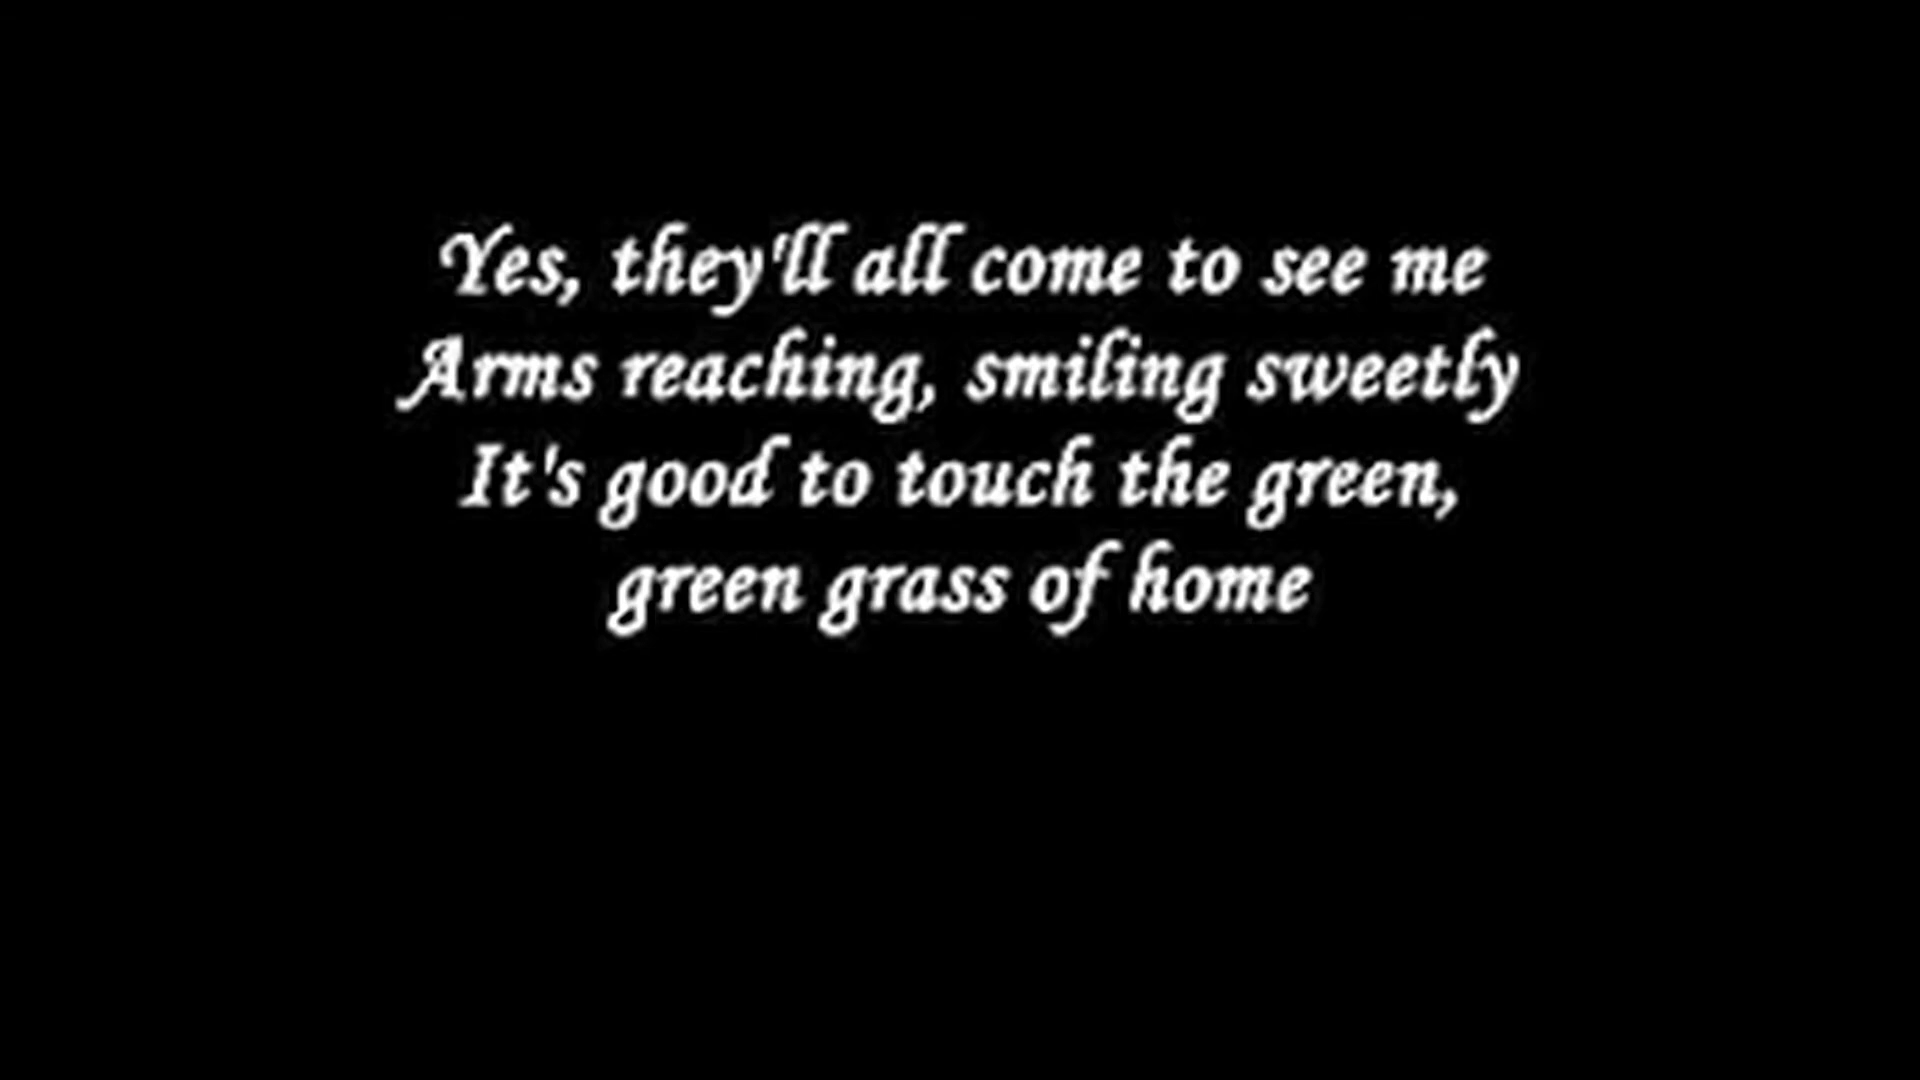 Yes, they'll all come to see me
Arms reaching, smiling sweetly
It's good to touch the green,
green grass of home